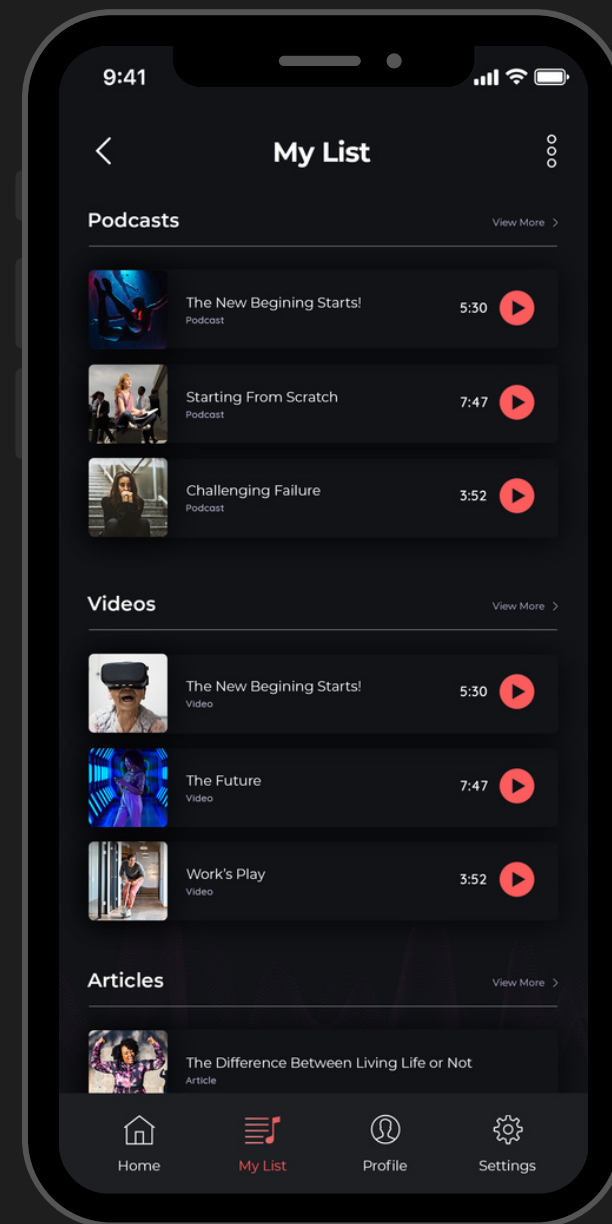 9:41
My List
Podcasts
View More
The New Begining Starts!
Podcast
5:30
Starting From Scratch
Podcast
7:47
Challenging Failure
Podcast
3:52
Videos
View More
The New Begining Starts!
Video
5:30
The Future
Video
7:47
Work's Play
Video
3:52
Articles
View More
The Difference Between Living Life or Not
Article
Home
My List
Profile
Settings